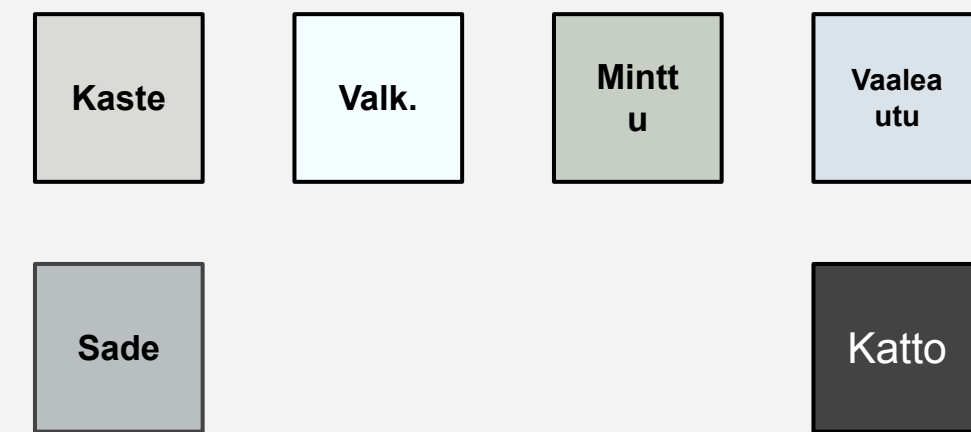 Kaste
Valk.
Mintt
u
Vaalea
utu
Sade
Katto